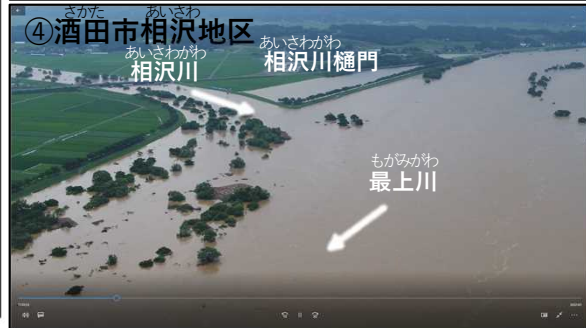 さかた あいさわ
④酒田市相沢地区
あいさわがわ
相沢川
あいさわがわ
相沢川樋門
もがみがわ
最上川